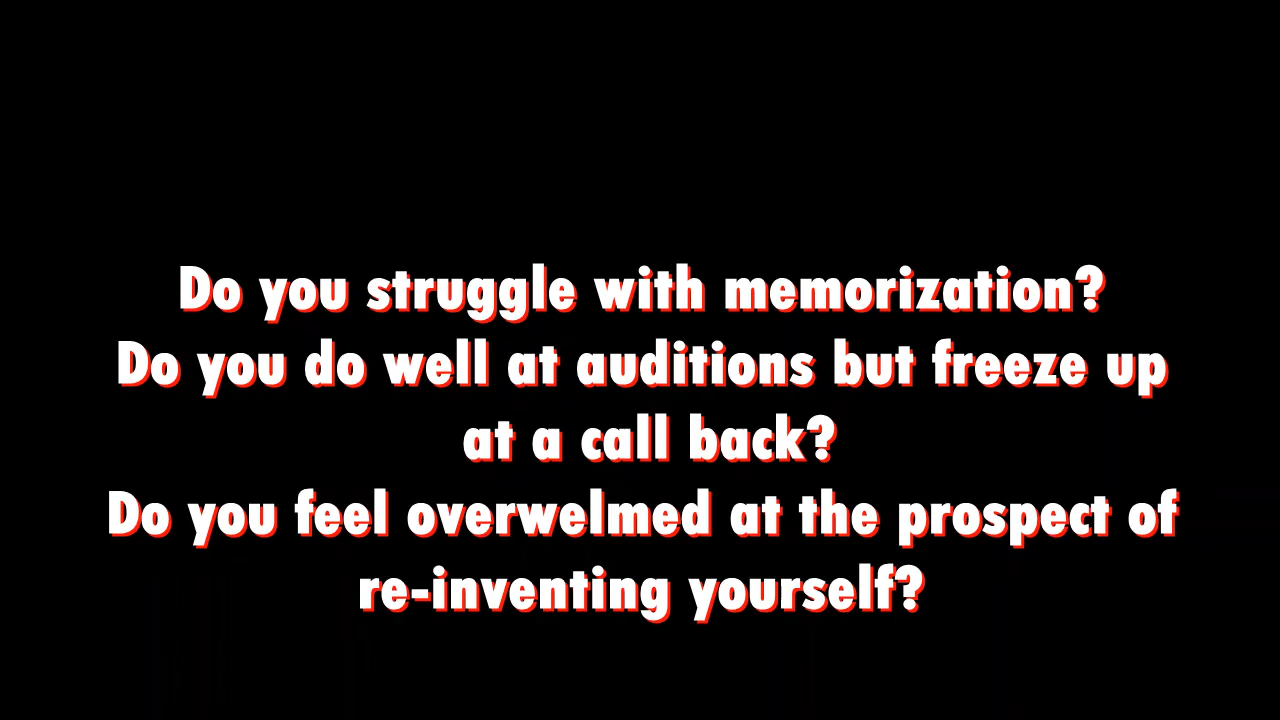 Do you struggle with memorization?
Do you do well at auditions but freeze up
at a call back?
Do you feel overwelmed at the prospect of
re-inventing yourself?